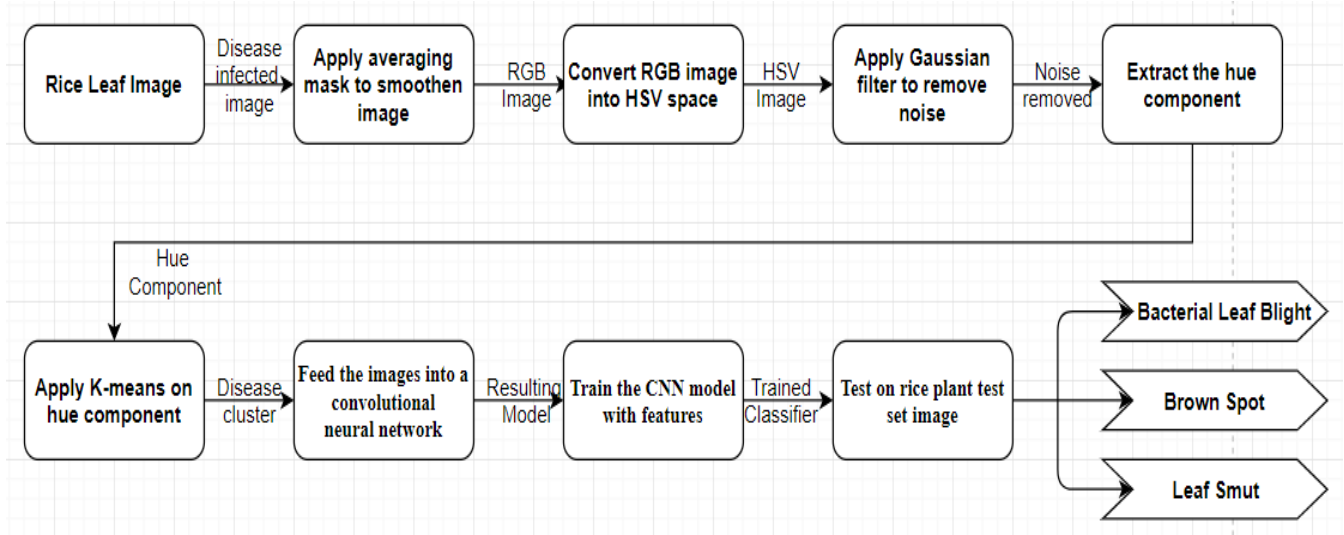 Rice Leaf Image
Disease
infected
image
Apply averaging
mask to smoothen
image
RGB
Image
Convert RGB image
into HSV space
HSV
Image
Apply Gaussian
filter to remove
noise
Noise
removed
Extract the hue
component
Hue
Component
Apply K-means on
hue component
Disease
cluster
Feed the images into a
convolutional
neural network
Resulting
Model
Train the CNN model
with features
Trained
Classifier
Test on rice plant test
set image
Bacterial Leaf Blight
Brown Spot
Leaf Smut